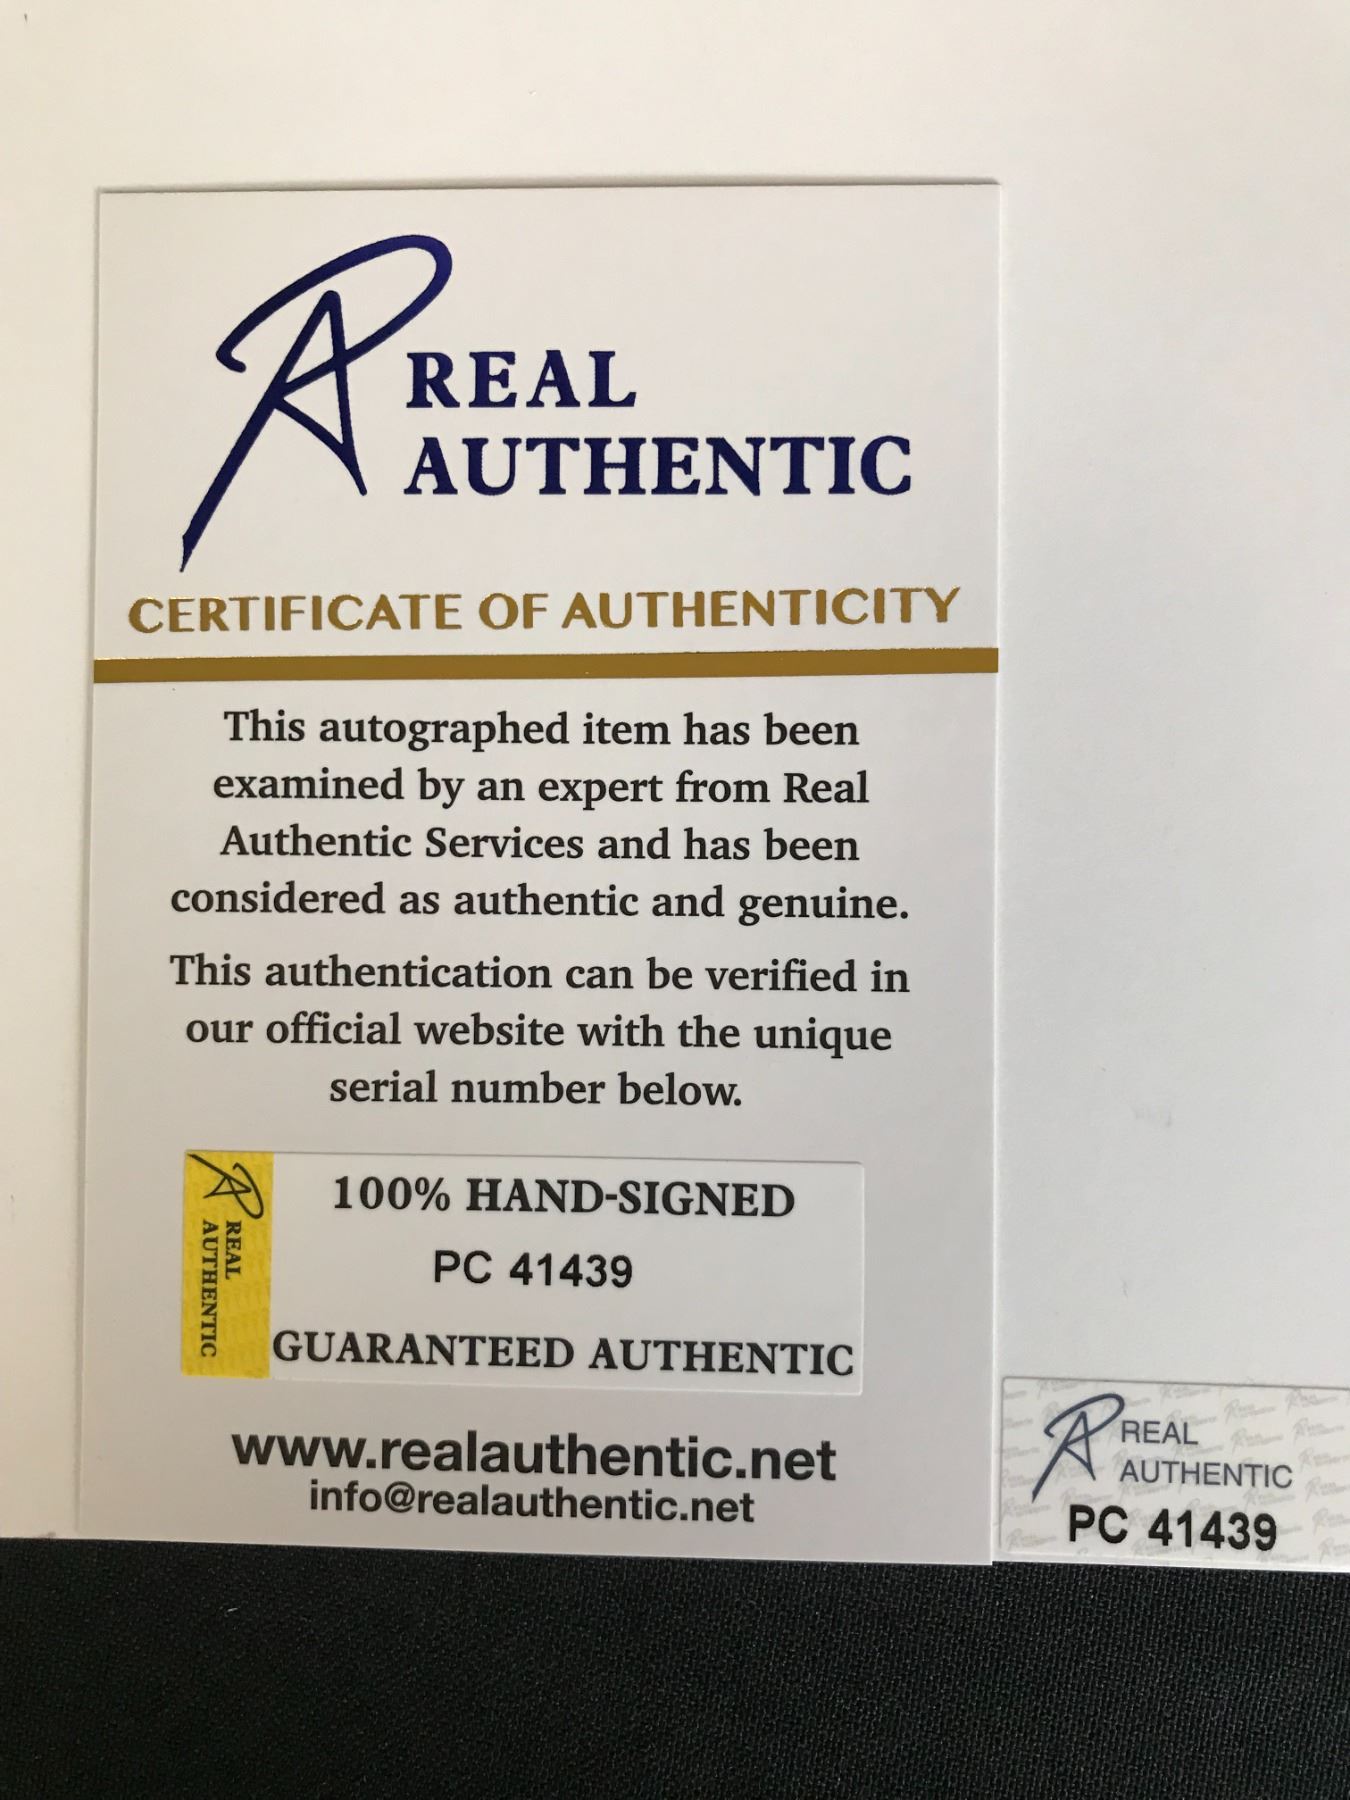 REAL
AUTHENTIC
CERTIFICATE OF AUTHENTICITY
This autographed item has been
examined by an expert from Real
Authentic Services and has been
considered as authentic and genuine.
This authentication can be verified in
our official website with the unique
serial number below.
REAL
AUTHENTIC
100% HAND-SIGNED
PC 41439
GUARANTEED AUTHENTIC
www.realauthentic.net
info@realauthentic.net
REAL
AUTHENTIC
PC 41439